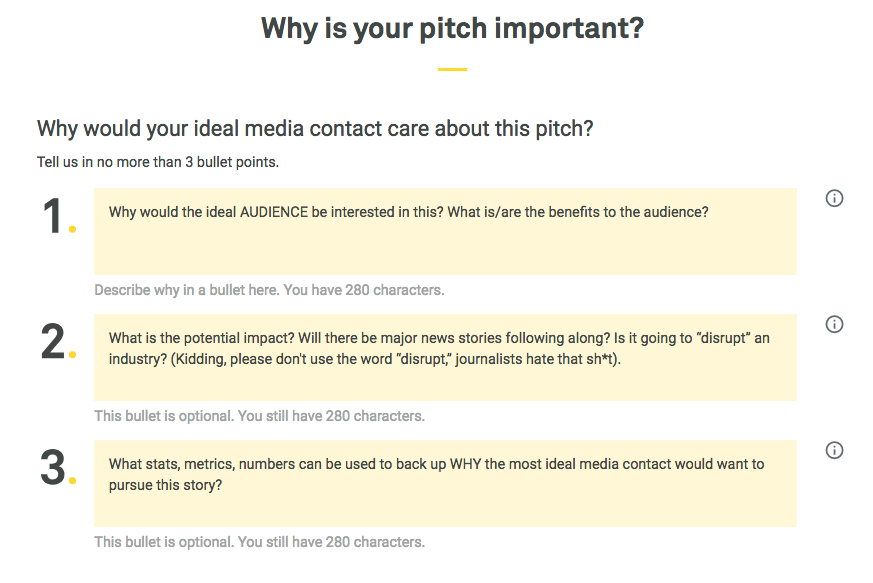 Why is your pitch important?
Why would your ideal media contact care about this pitch?
Tell us in no more than 3 bullet points.
1.
Why would the ideal AUDIENCE be interested in this? What is/are the benefits to the audience?
Describe why in a bullet here. You have 280 characters.
2.
What is the potential impact? Will there be major news stories following along? Is it going to “disrupt” an
industry? (Kidding, please don't use the word “disrupt,” journalists hate that sh*t).
This bullet is optional. You still have 280 characters.
3.
What stats, metrics, numbers can be used to back up WHY the most ideal media contact would want to
pursue this story?
This bullet is optional. You still have 280 characters.